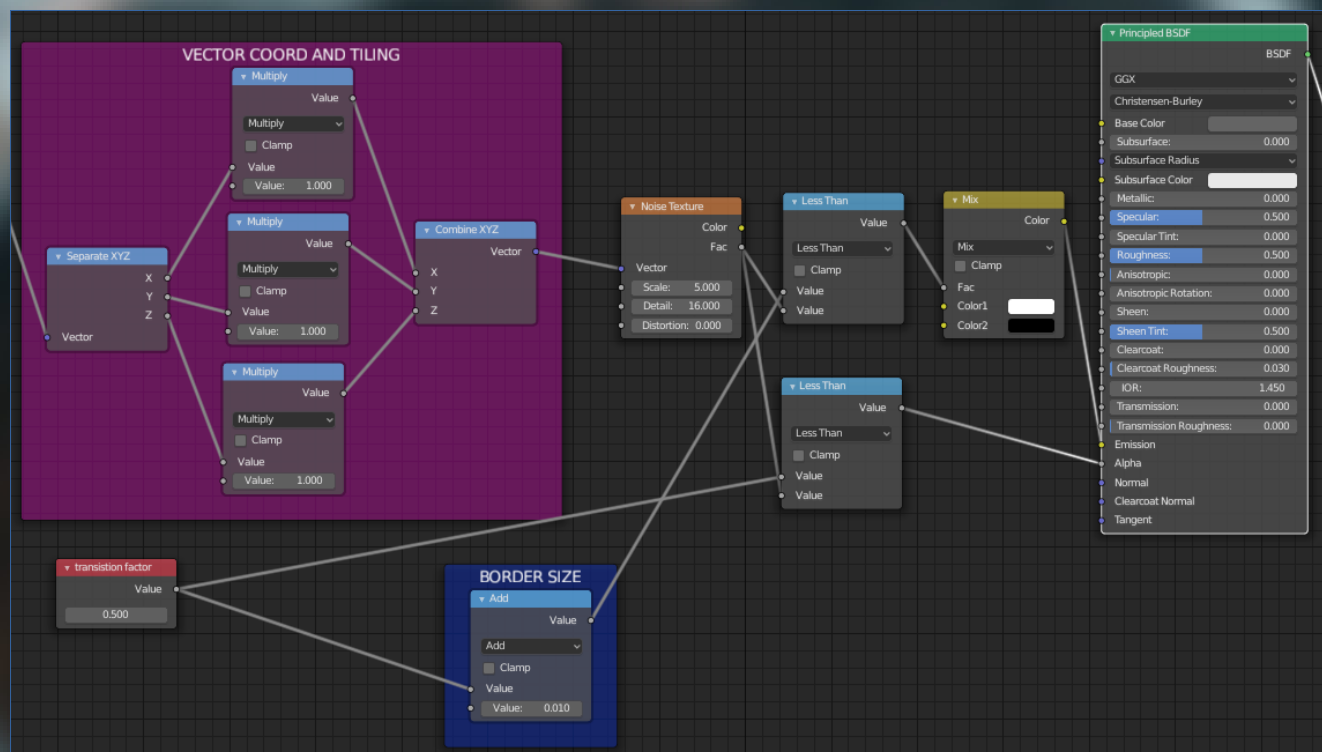 VECTOR COORD AND TILING
Multiply
Value
Multiply
Clamp
Value
Value: 1.000
Multiply
Value
Multiply
Clamp
Value
Value: 1.000
Multiply
Value
Multiply
Clamp
Value
Value: 1.000
Separate XYZ
X
Y
Z
Vector
Combine XYZ
Vector
X
Y
Z
transistion factor
Value
0.500
BORDER SIZE
Add
Value
Add
Clamp
Value
Value: 0.010
Noise Texture
Color
Fac
Vector
Scale: 5.000
Detail: 16.000
Distortion: 0.000
Less Than
Value
Less Than
Clamp
Value
Value
Less Than
Value
Less Than
Clamp
Value
Value
Mix
Color
Mix
Clamp
Fac
Color1
Color2
Principled BSDF
BSDF
GGX
Christensen-Burley
Base Color
Subsurface: 0.000
Subsurface Radius
Subsurface Color
Metallic: 0.000
Specular: 0.500
Specular Tint: 0.000
Roughness: 0.500
Anisotropic: 0.000
Anisotropic Rotation: 0.000
Sheen: 0.000
Sheen Tint: 0.500
Clearcoat: 0.000
Clearcoat Roughness: 0.030
IOR: 1.450
Transmission: 0.000
Transmission Roughness: 0.000
Emission
Alpha
Normal
Clearcoat Normal
Tangent